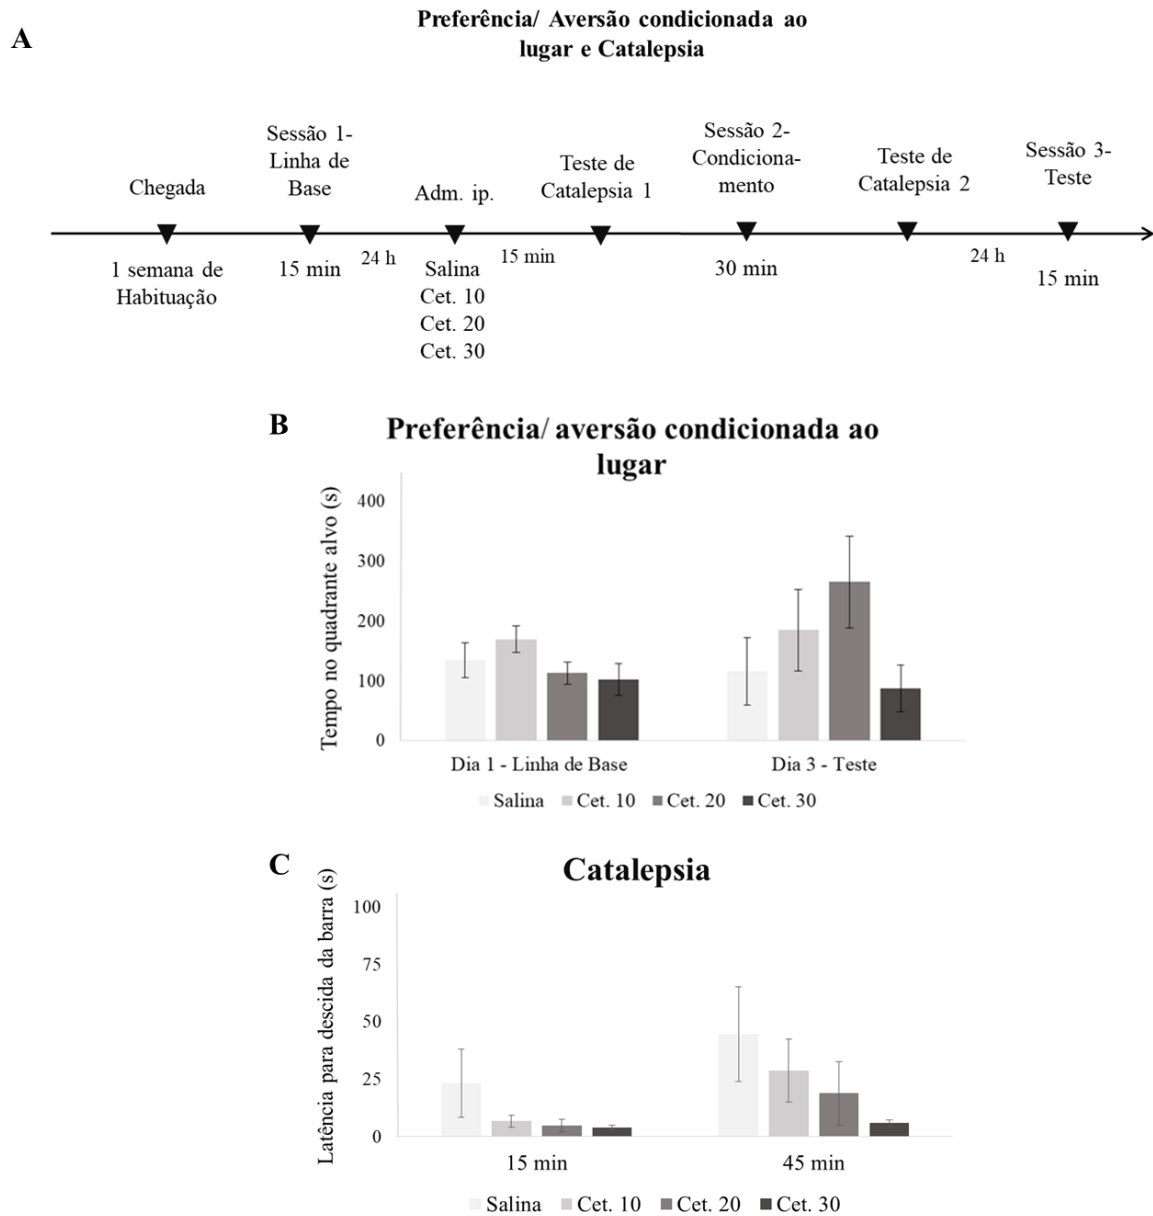 A
Preferência/ Aversão condicionada ao
lugar e Catalepsia
Chegada
Sessão 1-
Linha de
Base
Adm. ip.
Teste de
Catalepsia 1
Sessão 2-
Condiciona-
mento
Teste de
Catalepsia 2
Sessão 3-
Teste
1 semana de
Habituação
15 min
24 h
Salina
Cet. 10
Cet. 20
Cet. 30
15 min
30 min
24 h
15 min
B
Preferência/ aversão condicionada ao
lugar
Tempo no quadrante alvo (s)
400
300
200
100
0
Dia 1 - Linha de Base
Dia 3 - Teste
Salina Cet. 10 Cet. 20 Cet. 30
C
Catalepsia
Latência para descida da barra (s)
100
75
50
25
0
15 min
45 min
Salina Cet. 10 Cet. 20 Cet. 30